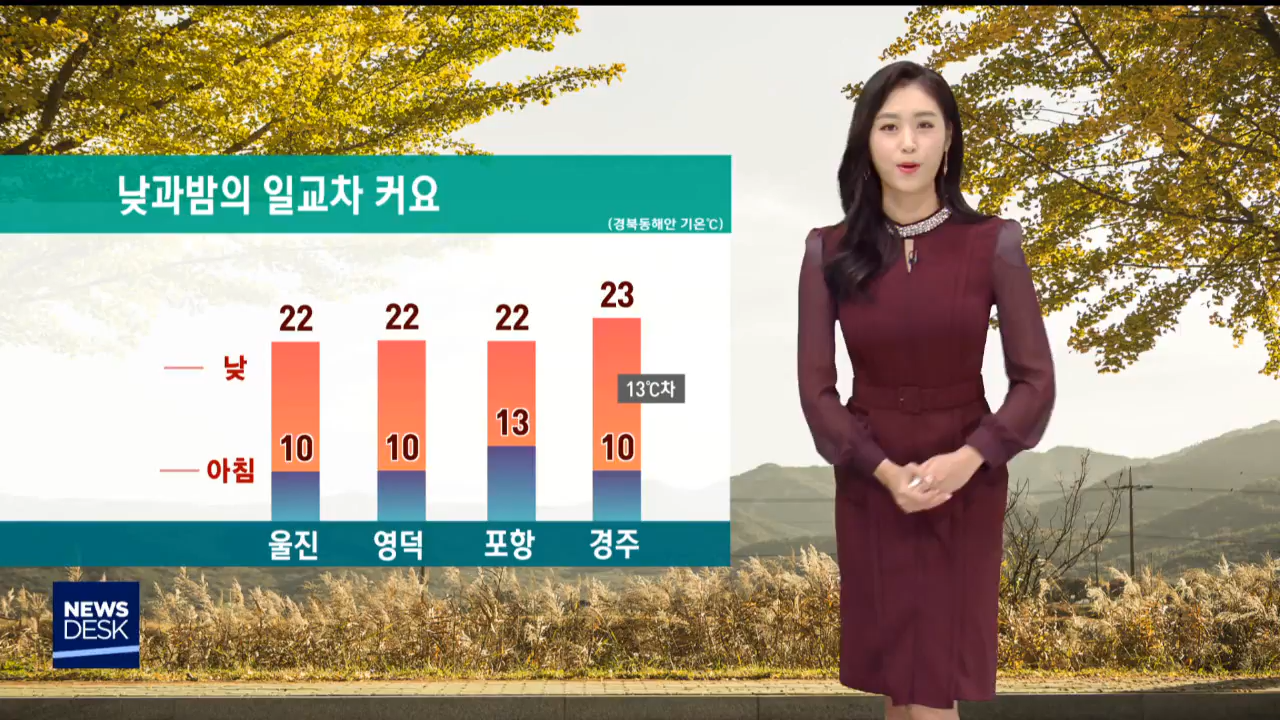 낮과밤의 일교차 커요
(경북동해안 기온℃)
22 22 22 23
낮
13℃차
10 10 13 10
아침
울진 영덕 포항 경주
NEWS
DESK